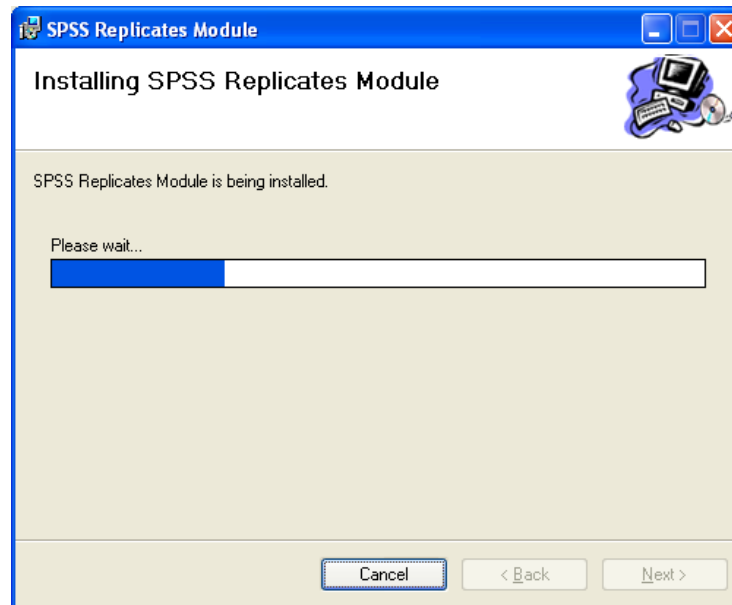 SPSS Replicates Module
Installing SPSS Replicates Module
SPSS Replicates Module is being installed.
Please wait...
Cancel
< Back
Next >